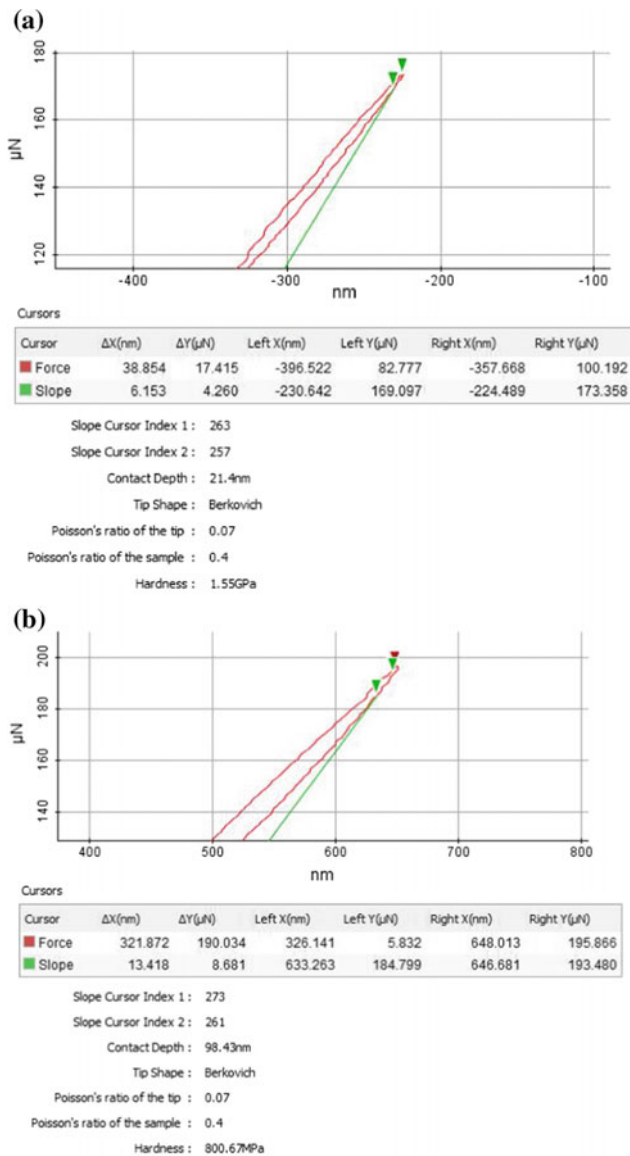 (a)
180
160
140
120
µN
-400 -300 -200 -100
nm
Cursors
Cursor ΔX(nm) ΔY(µN) Left X(nm) Left Y(µN) Right X(nm) Right Y(µN)
Force 38.854 17.415 -396.522 82.777 -357.668 100.192
Slope 6.153 4.260 -230.642 169.097 -224.489 173.358
Slope Cursor Index 1 : 263
Slope Cursor Index 2 : 257
Contact Depth : 21.4nm
Tip Shape : Berkovich
Poisson's ratio of the tip : 0.07
Poisson's ratio of the sample : 0.4
Hardness : 1.55GPa
(b)
200
180
160
140
µN
400 500 600 700 800
nm
Cursors
Cursor ΔX(nm) ΔY(µN) Left X(nm) Left Y(µN) Right X(nm) Right Y(µN)
Force 321.872 190.034 326.141 5.832 648.013 195.866
Slope 13.418 8.681 633.263 184.799 646.681 193.480
Slope Cursor Index 1 : 273
Slope Cursor Index 2 : 261
Contact Depth : 98.43nm
Tip Shape : Berkovich
Poisson's ratio of the tip : 0.07
Poisson's ratio of the sample : 0.4
Hardness : 800.67MPa